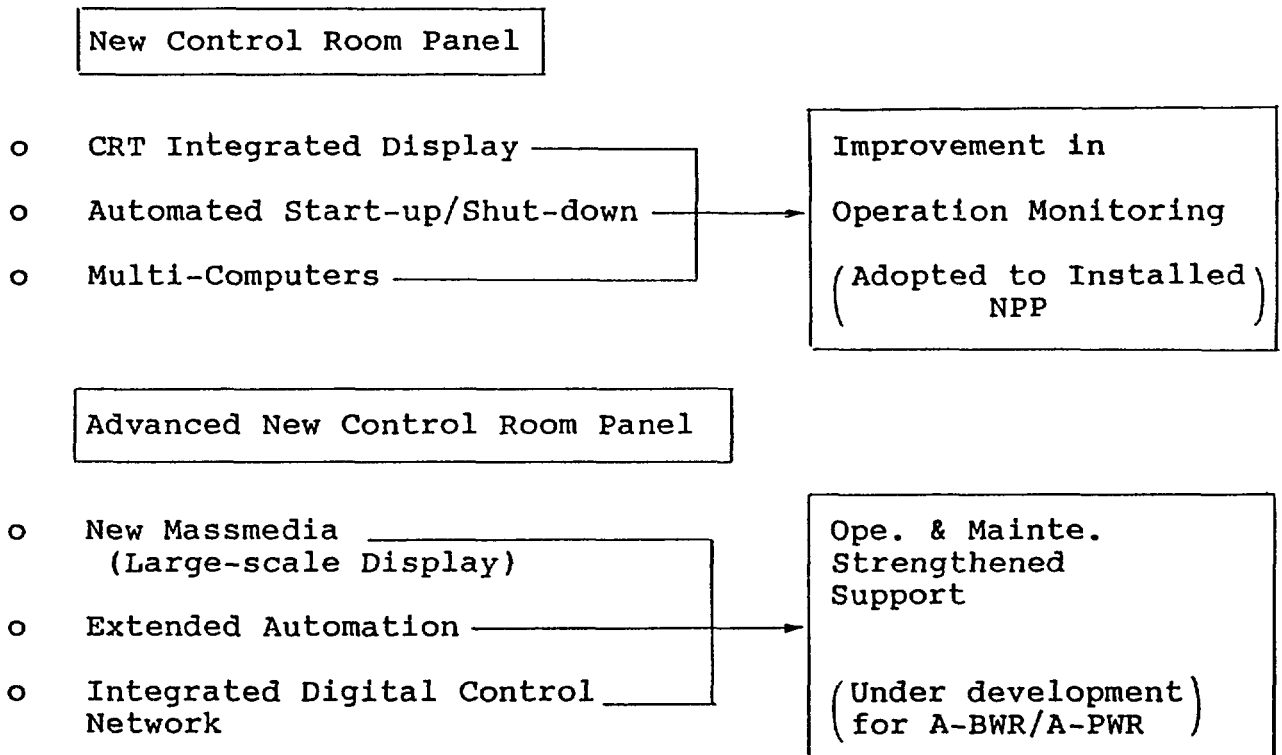 New Control Room Panel
o CRT Integrated Display
o Automated Start-up/Shut-down
o Multi-Computers
Improvement in
Operation Monitoring
(Adopted to Installed
NPP)
Advanced New Control Room Panel
o New Massmedia
(Large-scale Display)
o Extended Automation
o Integrated Digital Control
Network
Ope. & Mainte.
Strengthened
Support
(Under development
for A-BWR/A-PWR)